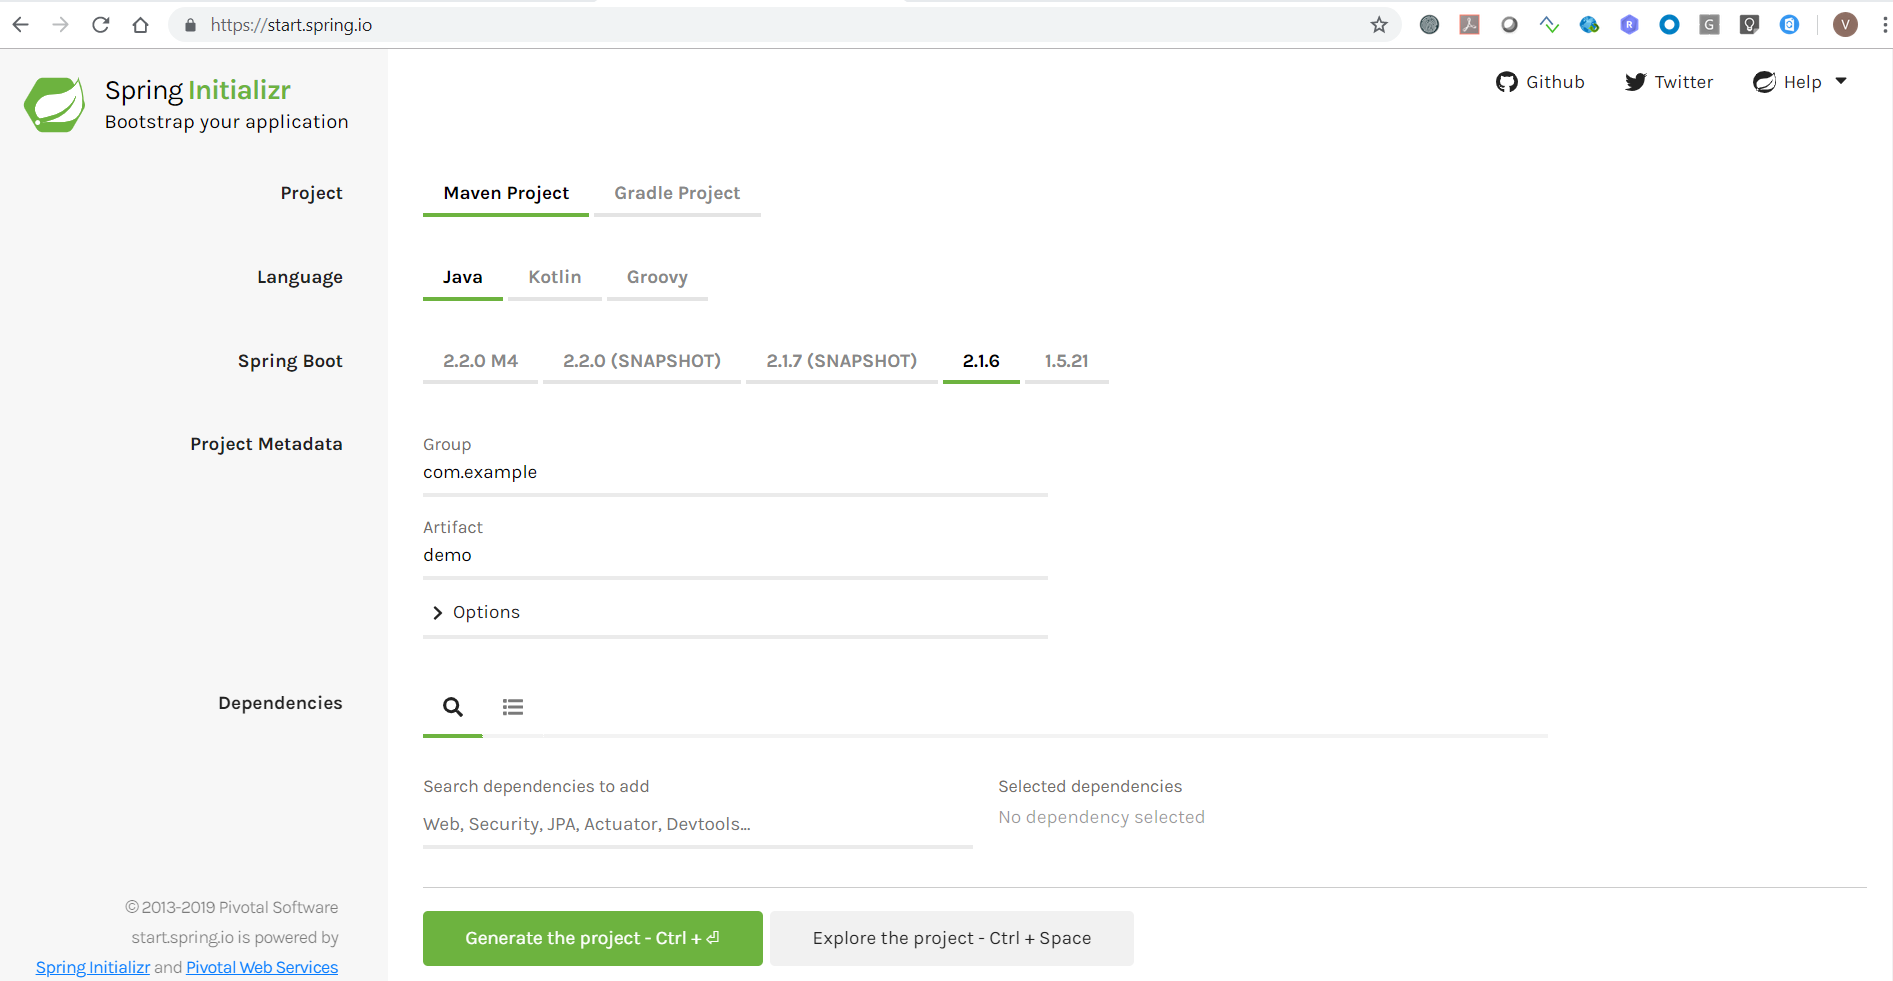 https://start.spring.io
V
Spring Initializr
Bootstrap your application
Github Twitter Help
Project
Maven Project Gradle Project
Language
Java Kotlin Groovy
Spring Boot
2.2.0 M4 2.2.0 (SNAPSHOT) 2.1.7 (SNAPSHOT) 2.1.6 1.5.21
Project Metadata
Group
com.example
Artifact
demo
Options
Dependencies
Search dependencies to add
Web, Security, JPA, Actuator, Devtools...
Selected dependencies
No dependency selected
© 2013-2019 Pivotal Software
start.spring.io is powered by
Spring Initializr and Pivotal Web Services
Generate the project - Ctrl + ⏎
Explore the project - Ctrl + Space